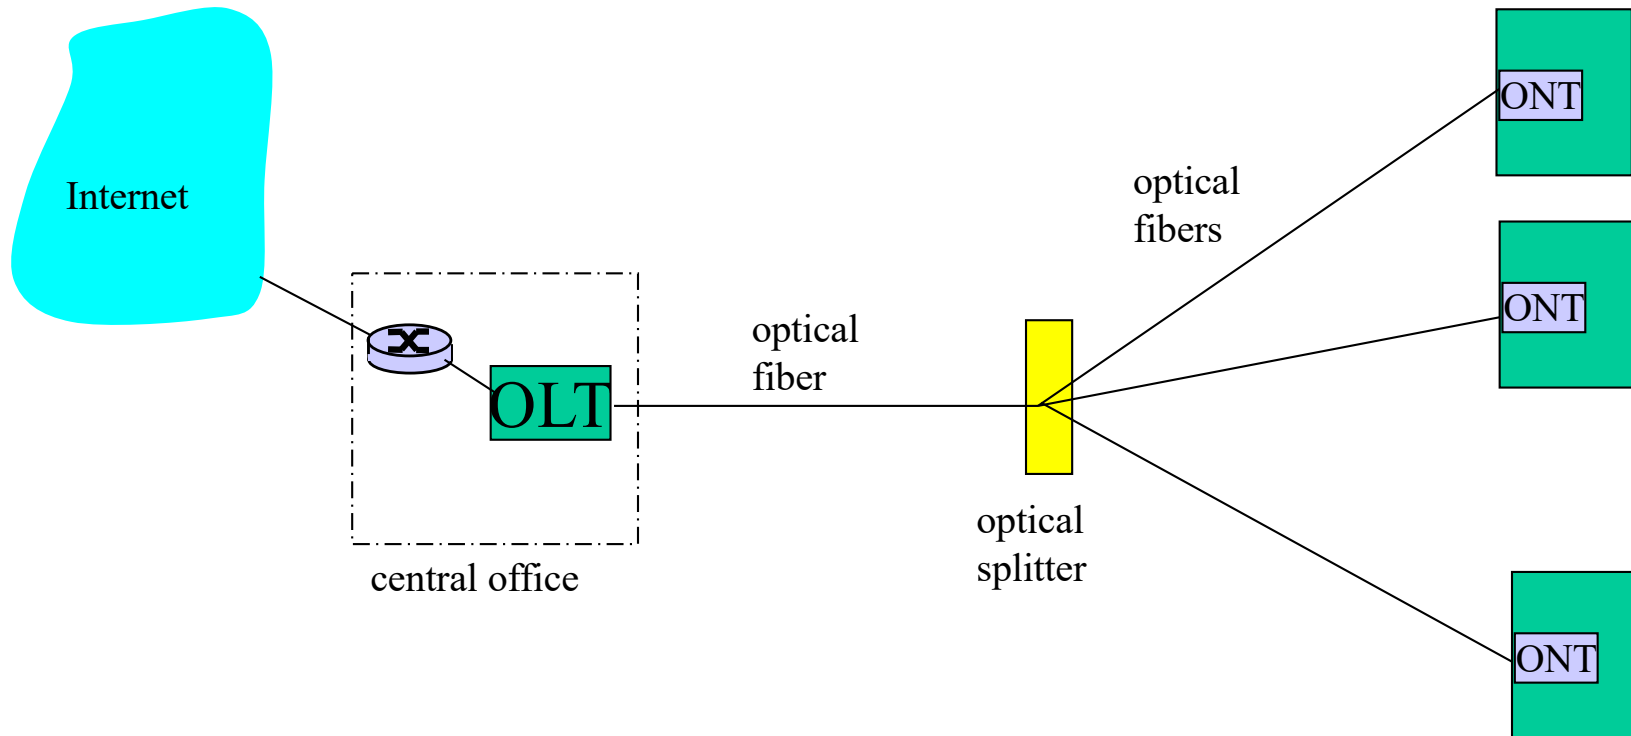 Internet
central office
OLT
optical
fiber
optical
splitter
optical
fibers
ONT
ONT
ONT